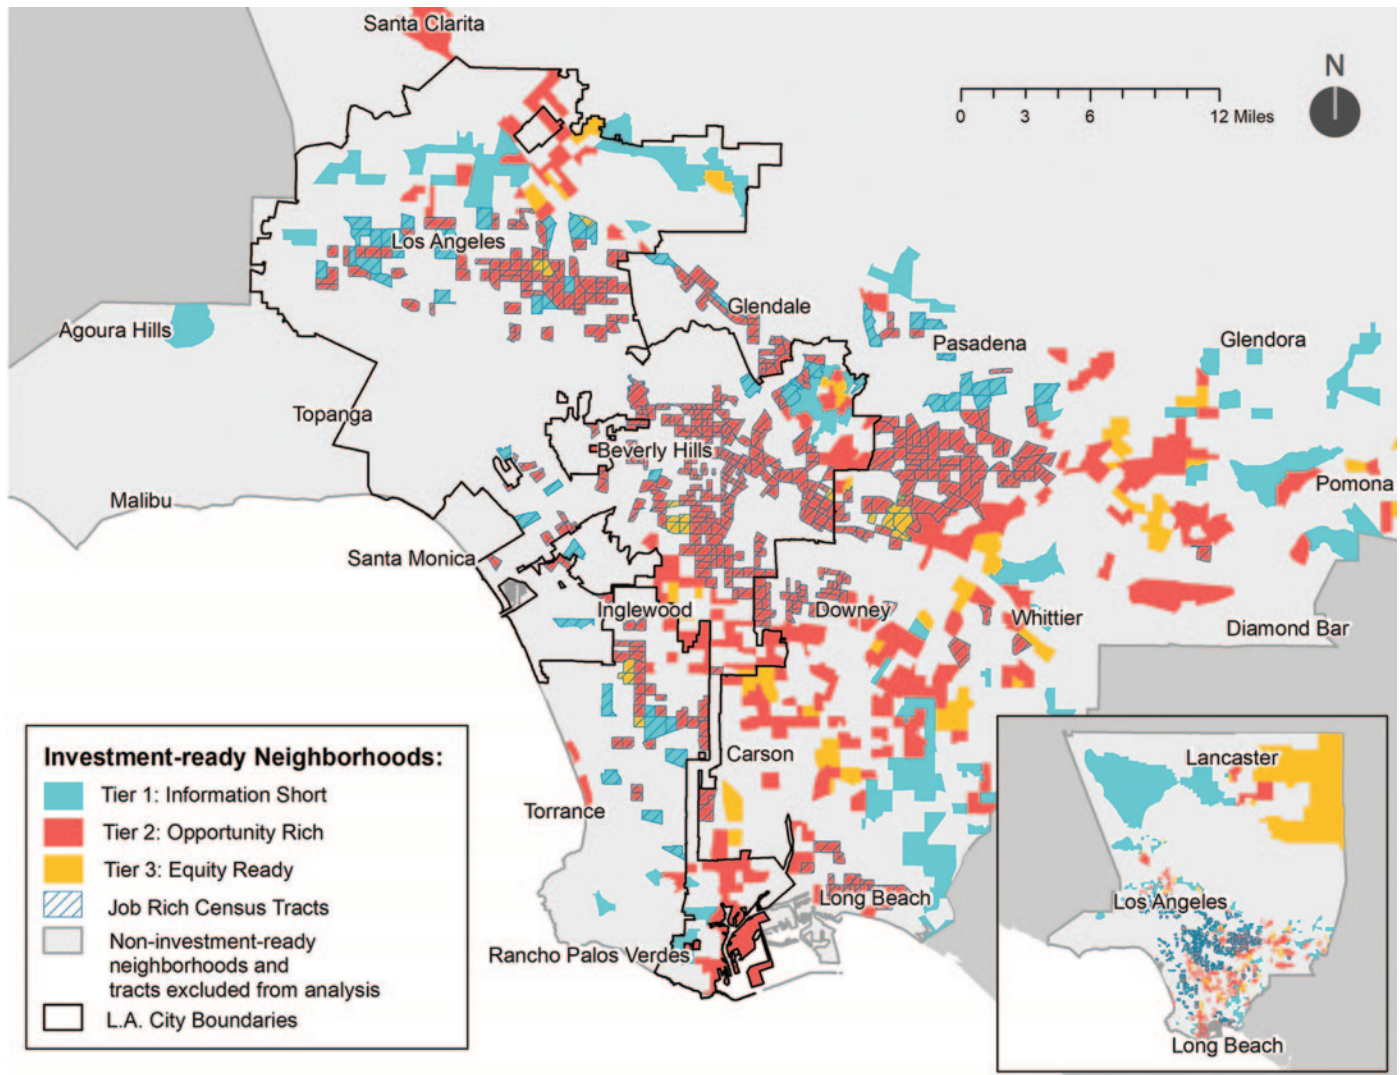 Santa Clarita
N
0 3 6 12 Miles
Los Angeles
Glendale
Agoura Hills
Pasadena
Glendora
Topanga
Beverly Hills
Pomona
Malibu
Santa Monica
Inglewood
Downey
Whittier
Diamond Bar
Carson
Torrance
Long Beach
Rancho Palos Verdes
Investment-ready Neighborhoods:
Tier 1: Information Short
Tier 2: Opportunity Rich
Tier 3: Equity Ready
Job Rich Census Tracts
Non-investment-ready
neighborhoods and
tracts excluded from analysis
L.A. City Boundaries
Lancaster
Los Angeles
Long Beach